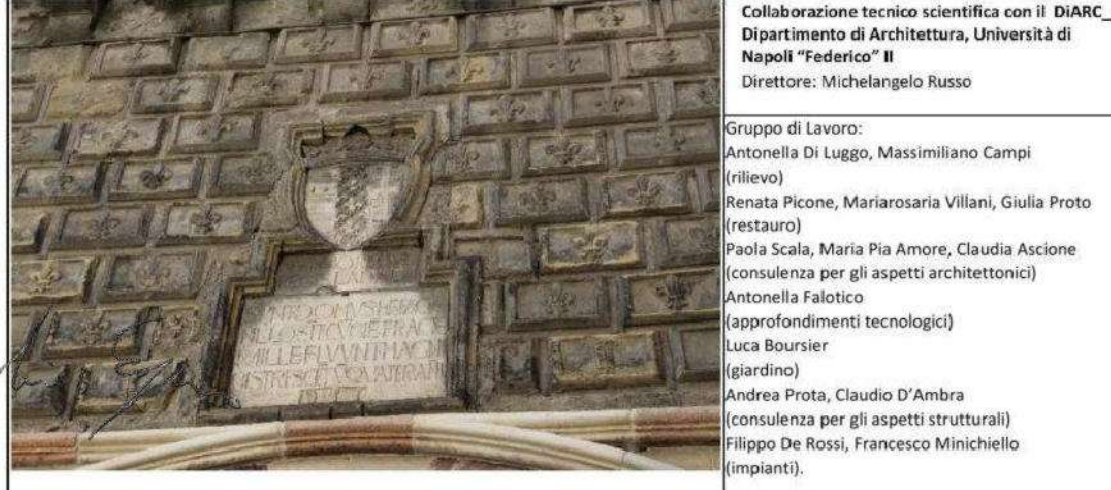 Collaborazione tecnico scientifica con il DiARC_
Dipartimento di Architettura, Università di
Napoli “Federico” II
Direttore: Michelangelo Russo
Gruppo di Lavoro:
Antonella Di Luggo, Massimiliano Campi
(rilievo)
Renata Picone, Mariarosaria Villani, Giulia Proto
(restauro)
Paola Scala, Maria Pia Amore, Claudia Ascione
(consulenza per gli aspetti architettonici)
Antonella Falotico
(approfondimenti tecnologici)
Luca Boursier
(giardino)
Andrea Prota, Claudio D’Ambra
(consulenza per gli aspetti strutturali)
Filippo De Rossi, Francesco Minichiello
(impianti).